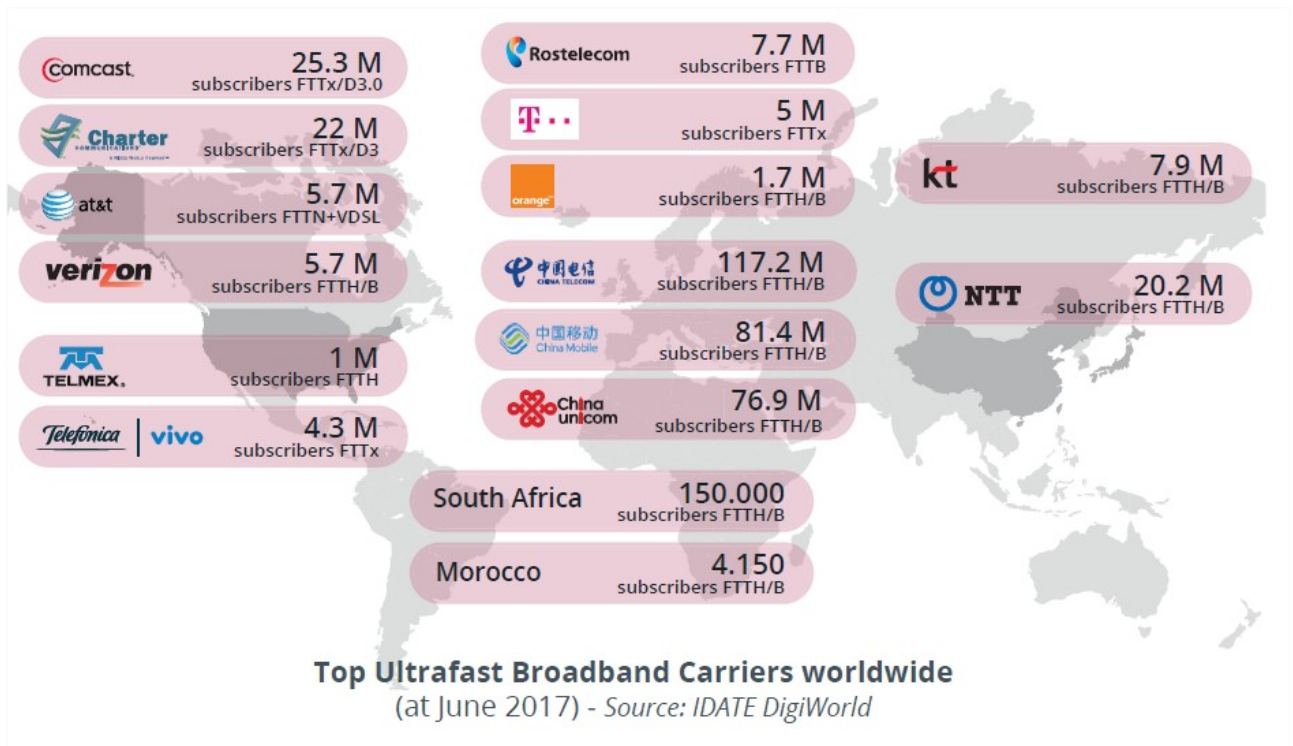 comcast.
25.3 M
subscribers FTTx/D3.0
Charter
COMMUNICATIONS
22 M
subscribers FTTx/D3
at&t
5.7 M
subscribers FTTN+VDSL
verizon
5.7 M
subscribers FTTH/B
TELMEX.
1 M
subscribers FTTH
Telefónica | vivo
4.3 M
subscribers FTTx
Rostelecom
7.7 M
subscribers FTTB
T··
5 M
subscribers FTTx
orange™
1.7 M
subscribers FTTH/B
中国电信
CHINA TELECOM
117.2 M
subscribers FTTH/B
中国移动
China Mobile
81.4 M
subscribers FTTH/B
China
unicom
76.9 M
subscribers FTTH/B
South Africa
150.000
subscribers FTTH/B
Morocco
4.150
subscribers FTTH/B
kt
7.9 M
subscribers FTTH/B
NTT
20.2 M
subscribers FTTH/B
Top Ultrafast Broadband Carriers worldwide
(at June 2017) - Source: IDATE DigiWorld